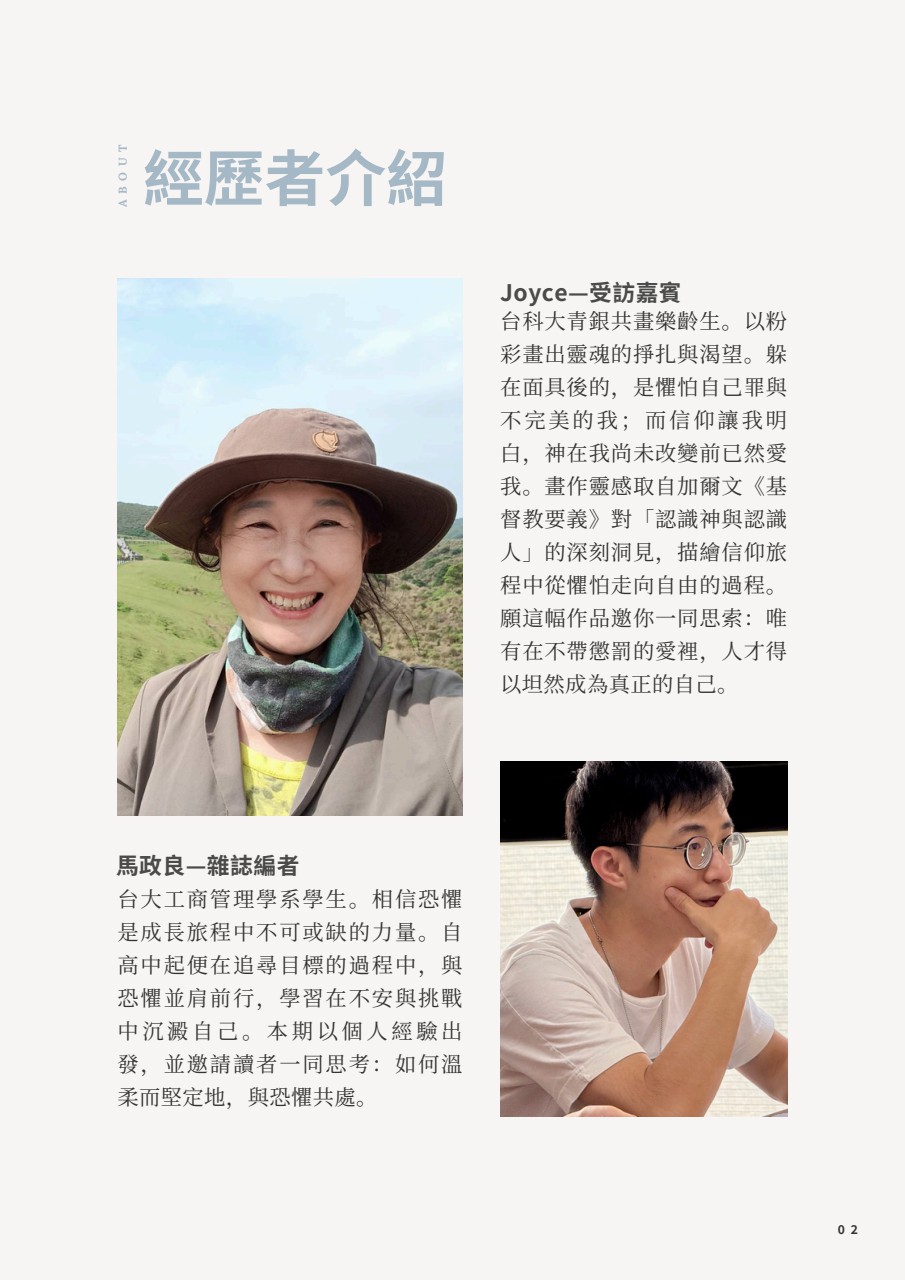 ABOUT
經歷者介紹
Joyce—受訪嘉賓
台科大青銀共畫樂齡生。以粉
彩畫出靈魂的掙扎與渴望。躲
在面具後的，是懼怕自己罪與
不完美的我；而信仰讓我明
白，神在我尚未改變前已然愛
我。畫作靈感取自加爾文《基
督教要義》對「認識神與認識
人」的深刻洞見，描繪信仰旅
程中從懼怕走向自由的過程。
願這幅作品邀你一同思索：唯
有在不帶懲罰的愛裡，人才得
以坦然成為真正的自己。
馬政良—雜誌編者
台大工商管理學系學生。相信恐懼
是成長旅程中不可或缺的力量。自
高中起便在追尋目標的過程中，與
恐懼並肩前行，學習在不安與挑戰
中沉澱自己。本期以個人經驗出
發，並邀請讀者一同思考：如何溫
柔而堅定地，與恐懼共處。
02